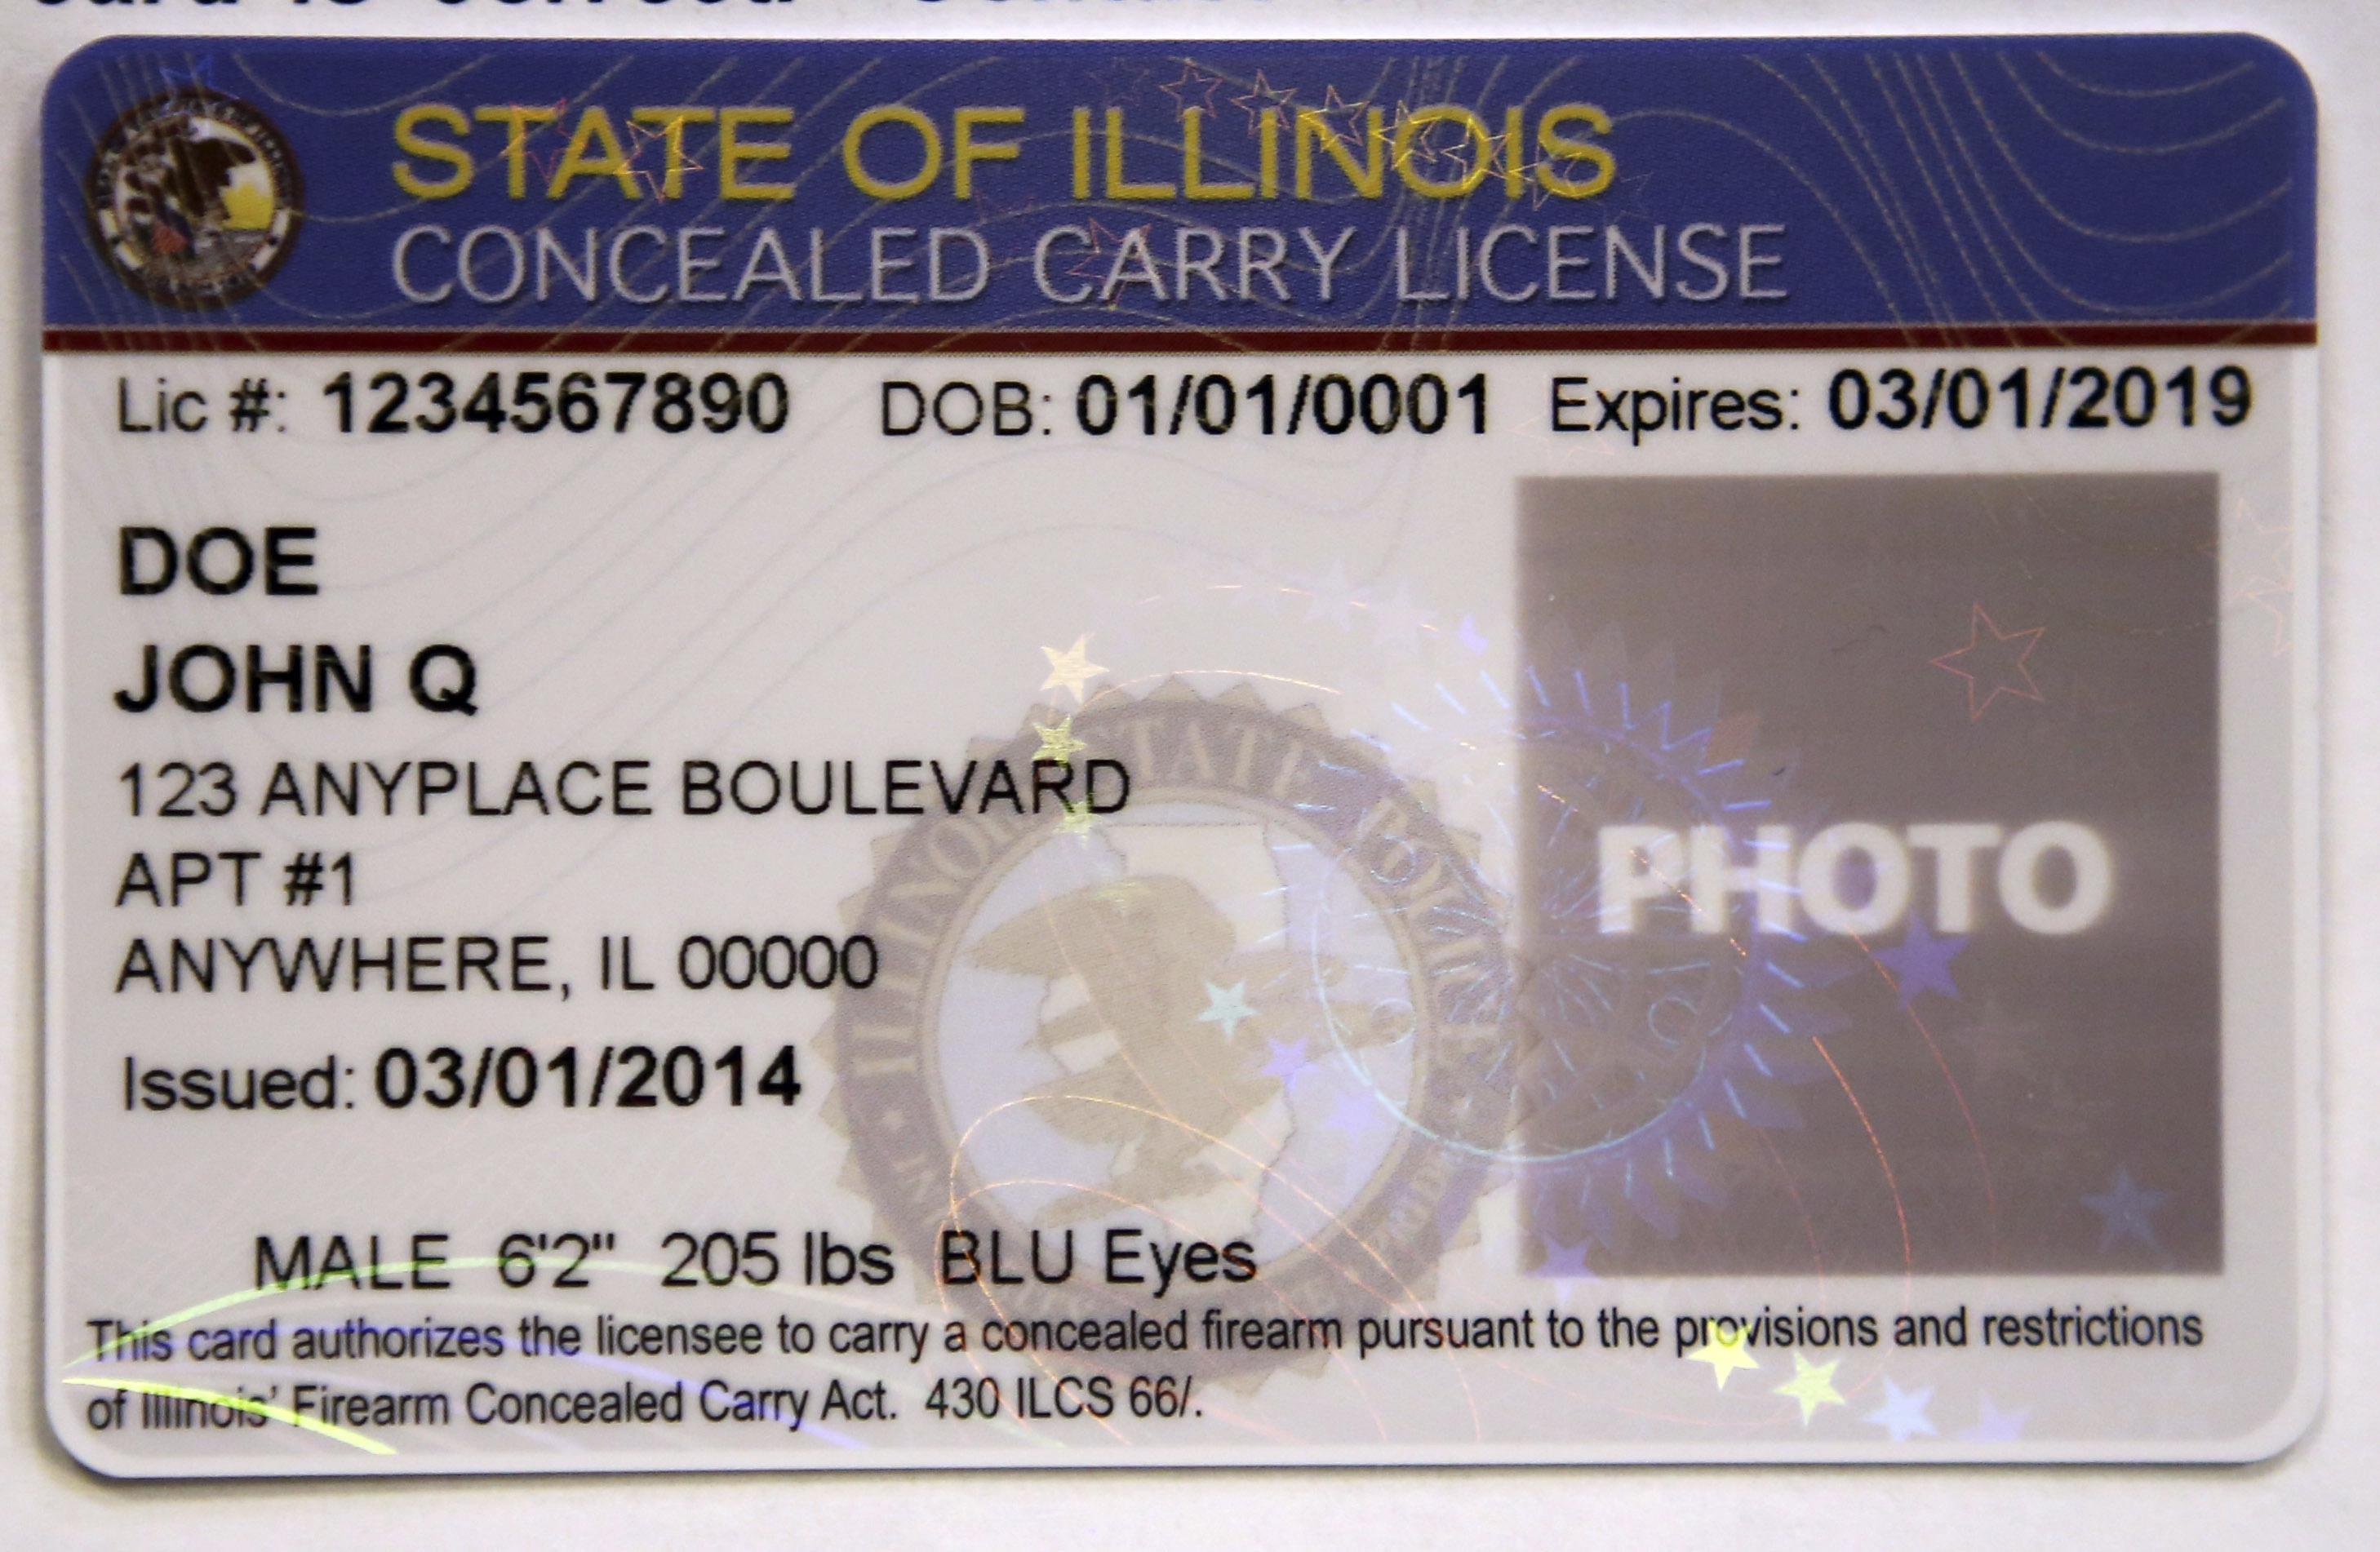 STATE OF ILLINOIS
CONCEALED CARRY LICENSE
Lic #: 1234567890 DOB: 01/01/0001 Expires: 03/01/2019
DOE
JOHN Q
123 ANYPLACE BOULEVARD
APT #1
ANYWHERE, IL 00000
Issued: 03/01/2014
PHOTO
ILLINOIS STATE POLICE
MALE 6'2" 205 lbs BLU Eyes
This card authorizes the licensee to carry a concealed firearm pursuant to the provisions and restrictions
of Illinois' Firearm Concealed Carry Act. 430 ILCS 66/.